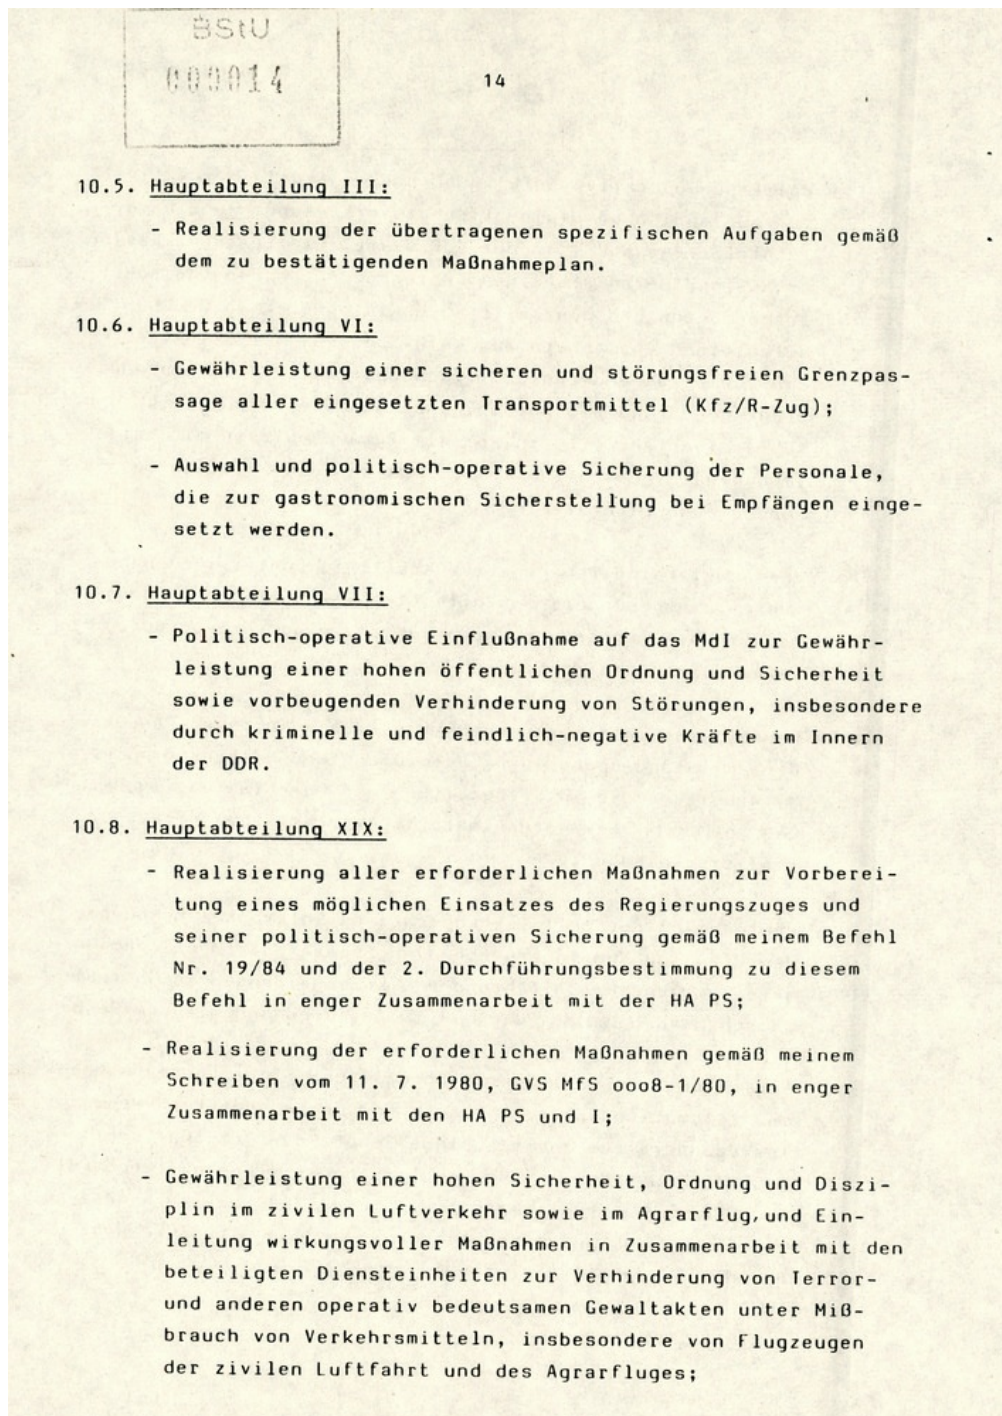 BStU
000014
14
10.5. Hauptabteilung III:
- Realisierung der übertragenen spezifischen Aufgaben gemäß
dem zu bestätigenden Maßnahmeplan.
10.6. Hauptabteilung VI:
- Gewährleistung einer sicheren und störungsfreien Grenzpas-
sage aller eingesetzten Transportmittel (Kfz/R-Zug);
- Auswahl und politisch-operative Sicherung der Personale,
die zur gastronomischen Sicherstellung bei Empfängen einge-
setzt werden.
10.7. Hauptabteilung VII:
- Politisch-operative Einflußnahme auf das MdI zur Gewähr-
leistung einer hohen öffentlichen Ordnung und Sicherheit
sowie vorbeugenden Verhinderung von Störungen, insbesondere
durch kriminelle und feindlich-negative Kräfte im Innern
der DDR.
10.8. Hauptabteilung XIX:
- Realisierung aller erforderlichen Maßnahmen zur Vorberei-
tung eines möglichen Einsatzes des Regierungszuges und
seiner politisch-operativen Sicherung gemäß meinem Befehl
Nr. 19/84 und der 2. Durchführungsbestimmung zu diesem
Befehl in enger Zusammenarbeit mit der HA PS;
- Realisierung der erforderlichen Maßnahmen gemäß meinem
Schreiben vom 11. 7. 1980, GVS MfS ooo8-1/80, in enger
Zusammenarbeit mit den HA PS und I;
- Gewährleistung einer hohen Sicherheit, Ordnung und Diszi-
plin im zivilen Luftverkehr sowie im Agrarflug, und Ein-
leitung wirkungsvoller Maßnahmen in Zusammenarbeit mit den
beteiligten Diensteinheiten zur Verhinderung von Terror-
und anderen operativ bedeutsamen Gewaltakten unter Miß-
brauch von Verkehrsmitteln, insbesondere von Flugzeugen
der zivilen Luftfahrt und des Agrarfluges;